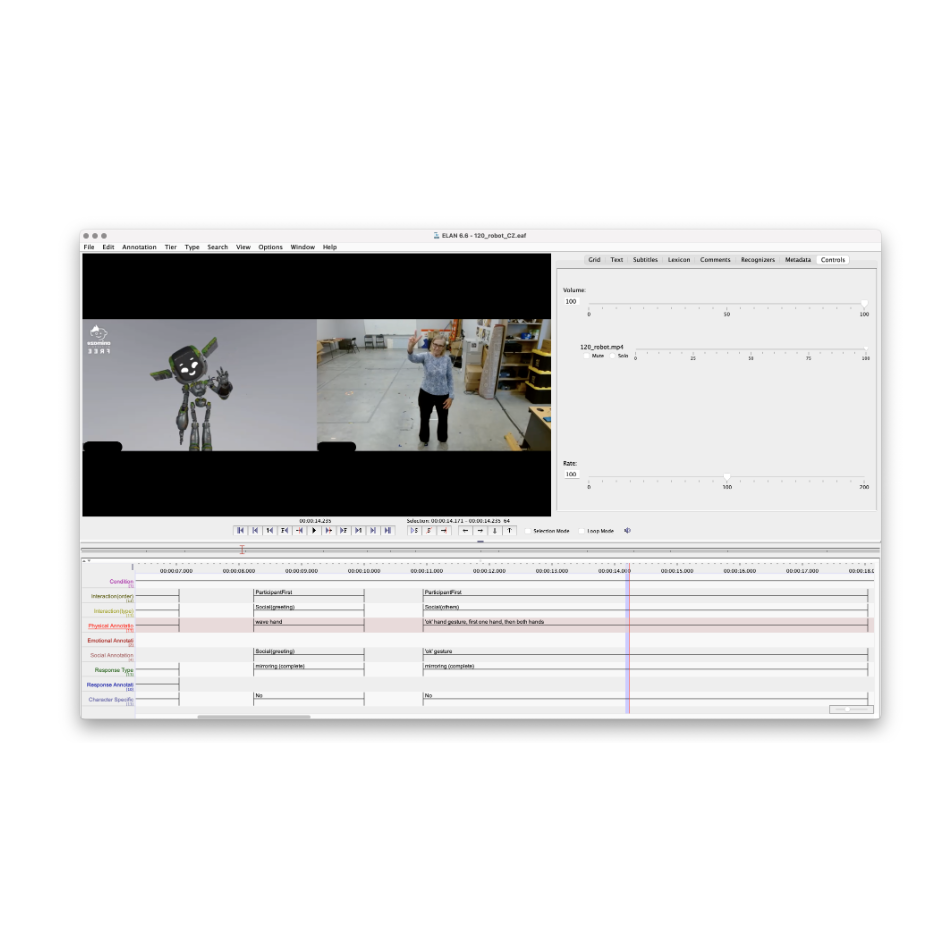 ELAN 6.6 - 120_robot_CZ.eaf
File Edit Annotation Tier Type Search View Options Window Help
Grid Text Subtitles Lexicon Comments Recognizers Metadata Controls
Volume:
100
0 50 100
120_robot.mp4
Mute Solo 0 25 50 75 100
Rate:
100
0 100 200
00:00:14.235
Selection: 00:00:14.171 - 00:00:14.235 64
Selection Mode Loop Mode
00:00:07.000 00:00:08.000 00:00:09.000 00:00:10.000 00:00:11.000 00:00:12.000 00:00:13.000 00:00:14.000 00:00:15.000 00:00:16.000 00:00:17.000 00:00:18.0
Condition
Interaction(order) ParticipantFirst ParticipantFirst
Interaction(type) Social(greeting) Social(others)
Physical Annotatio wave hand 'ok' hand gesture, first one hand, then both hands
Emotional Annotati
Social Annotation Social(greeting) 'ok' gesture
Response Type mirroring (complete) mirroring (complete)
Response Annotati
Character Specific No No